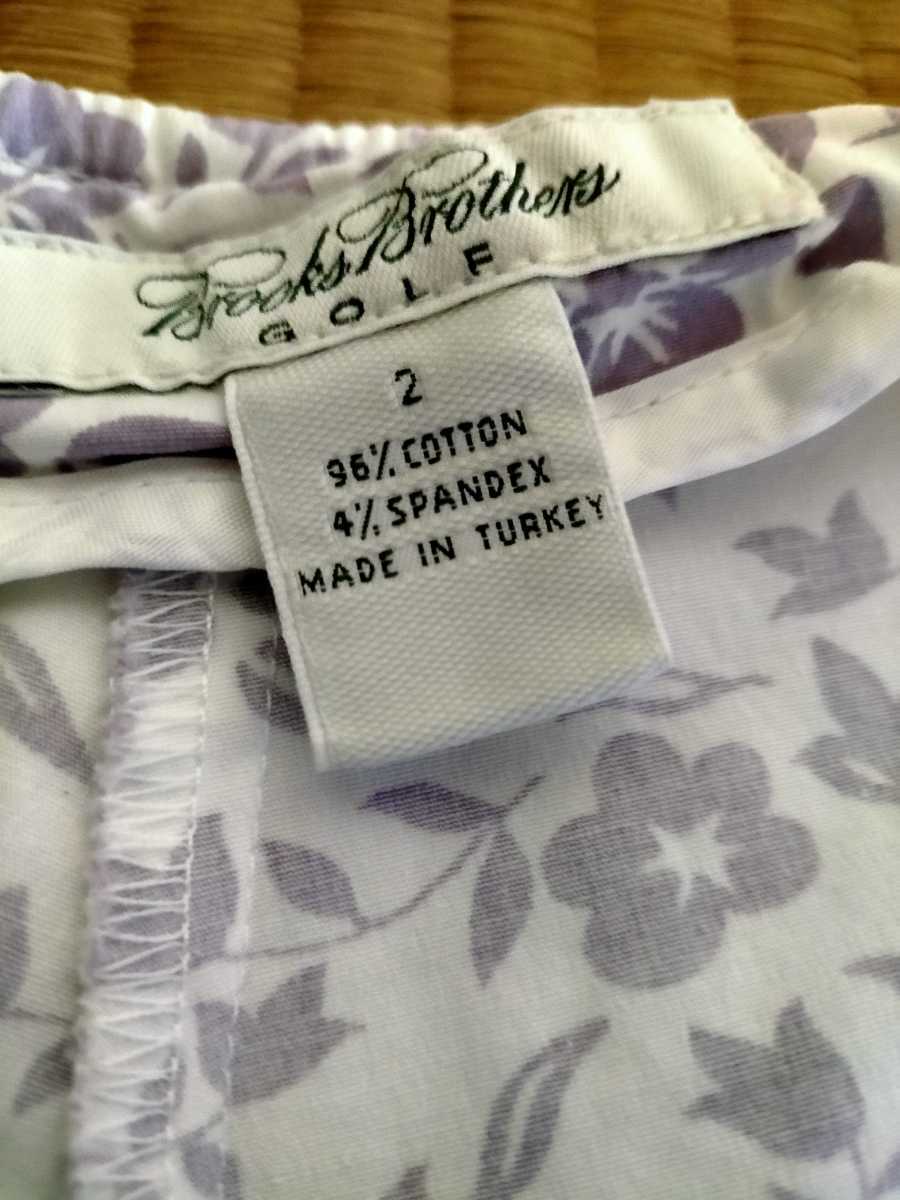 Brooks Brothers
GOLF
2
96% COTTON
4% SPANDEX
MADE IN TURKEY